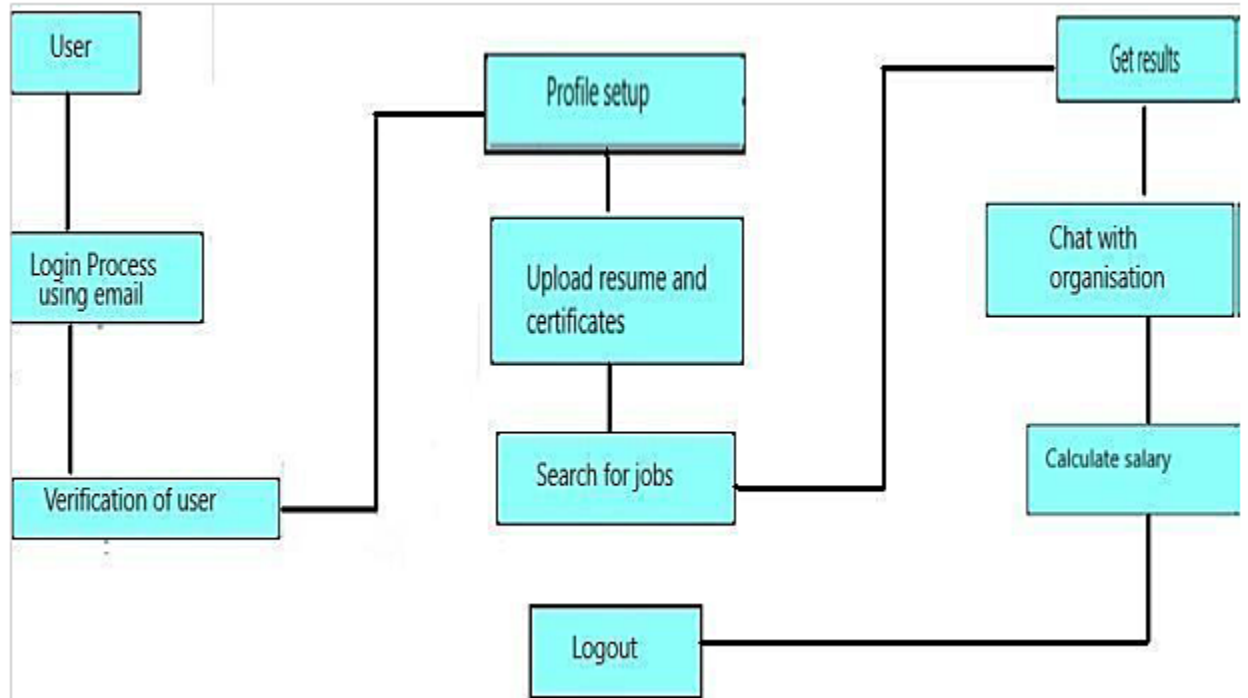 User
Login Process
using email
Verification of user
Profile setup
Upload resume and
certificates
Search for jobs
Get results
Chat with
organisation
Calculate salary
Logout